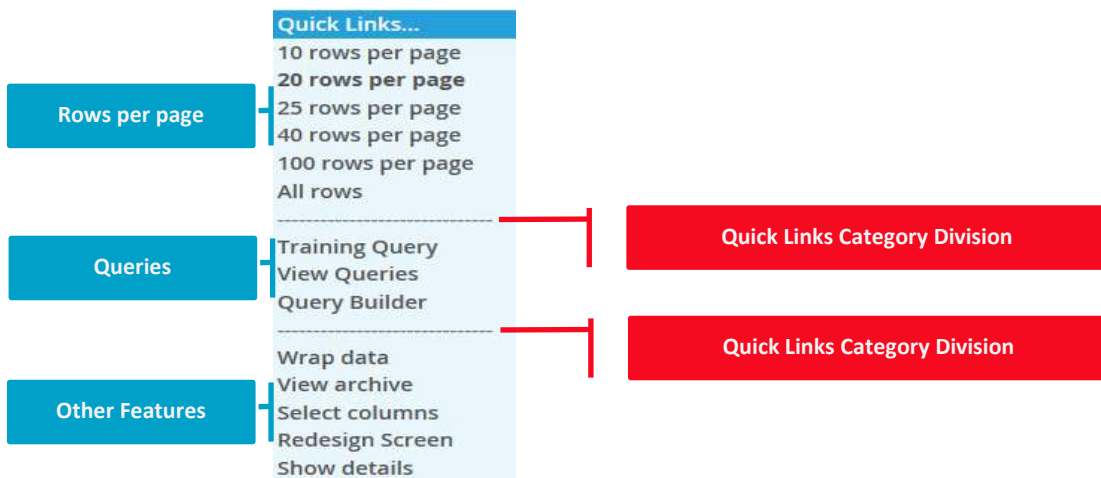 Quick Links...
10 rows per page
20 rows per page
25 rows per page
40 rows per page
100 rows per page
All rows
-------------------------------
Training Query
View Queries
Query Builder
-------------------------------
Wrap data
View archive
Select columns
Redesign Screen
Show details
Rows per page
Queries
Other Features
Quick Links Category Division
Quick Links Category Division